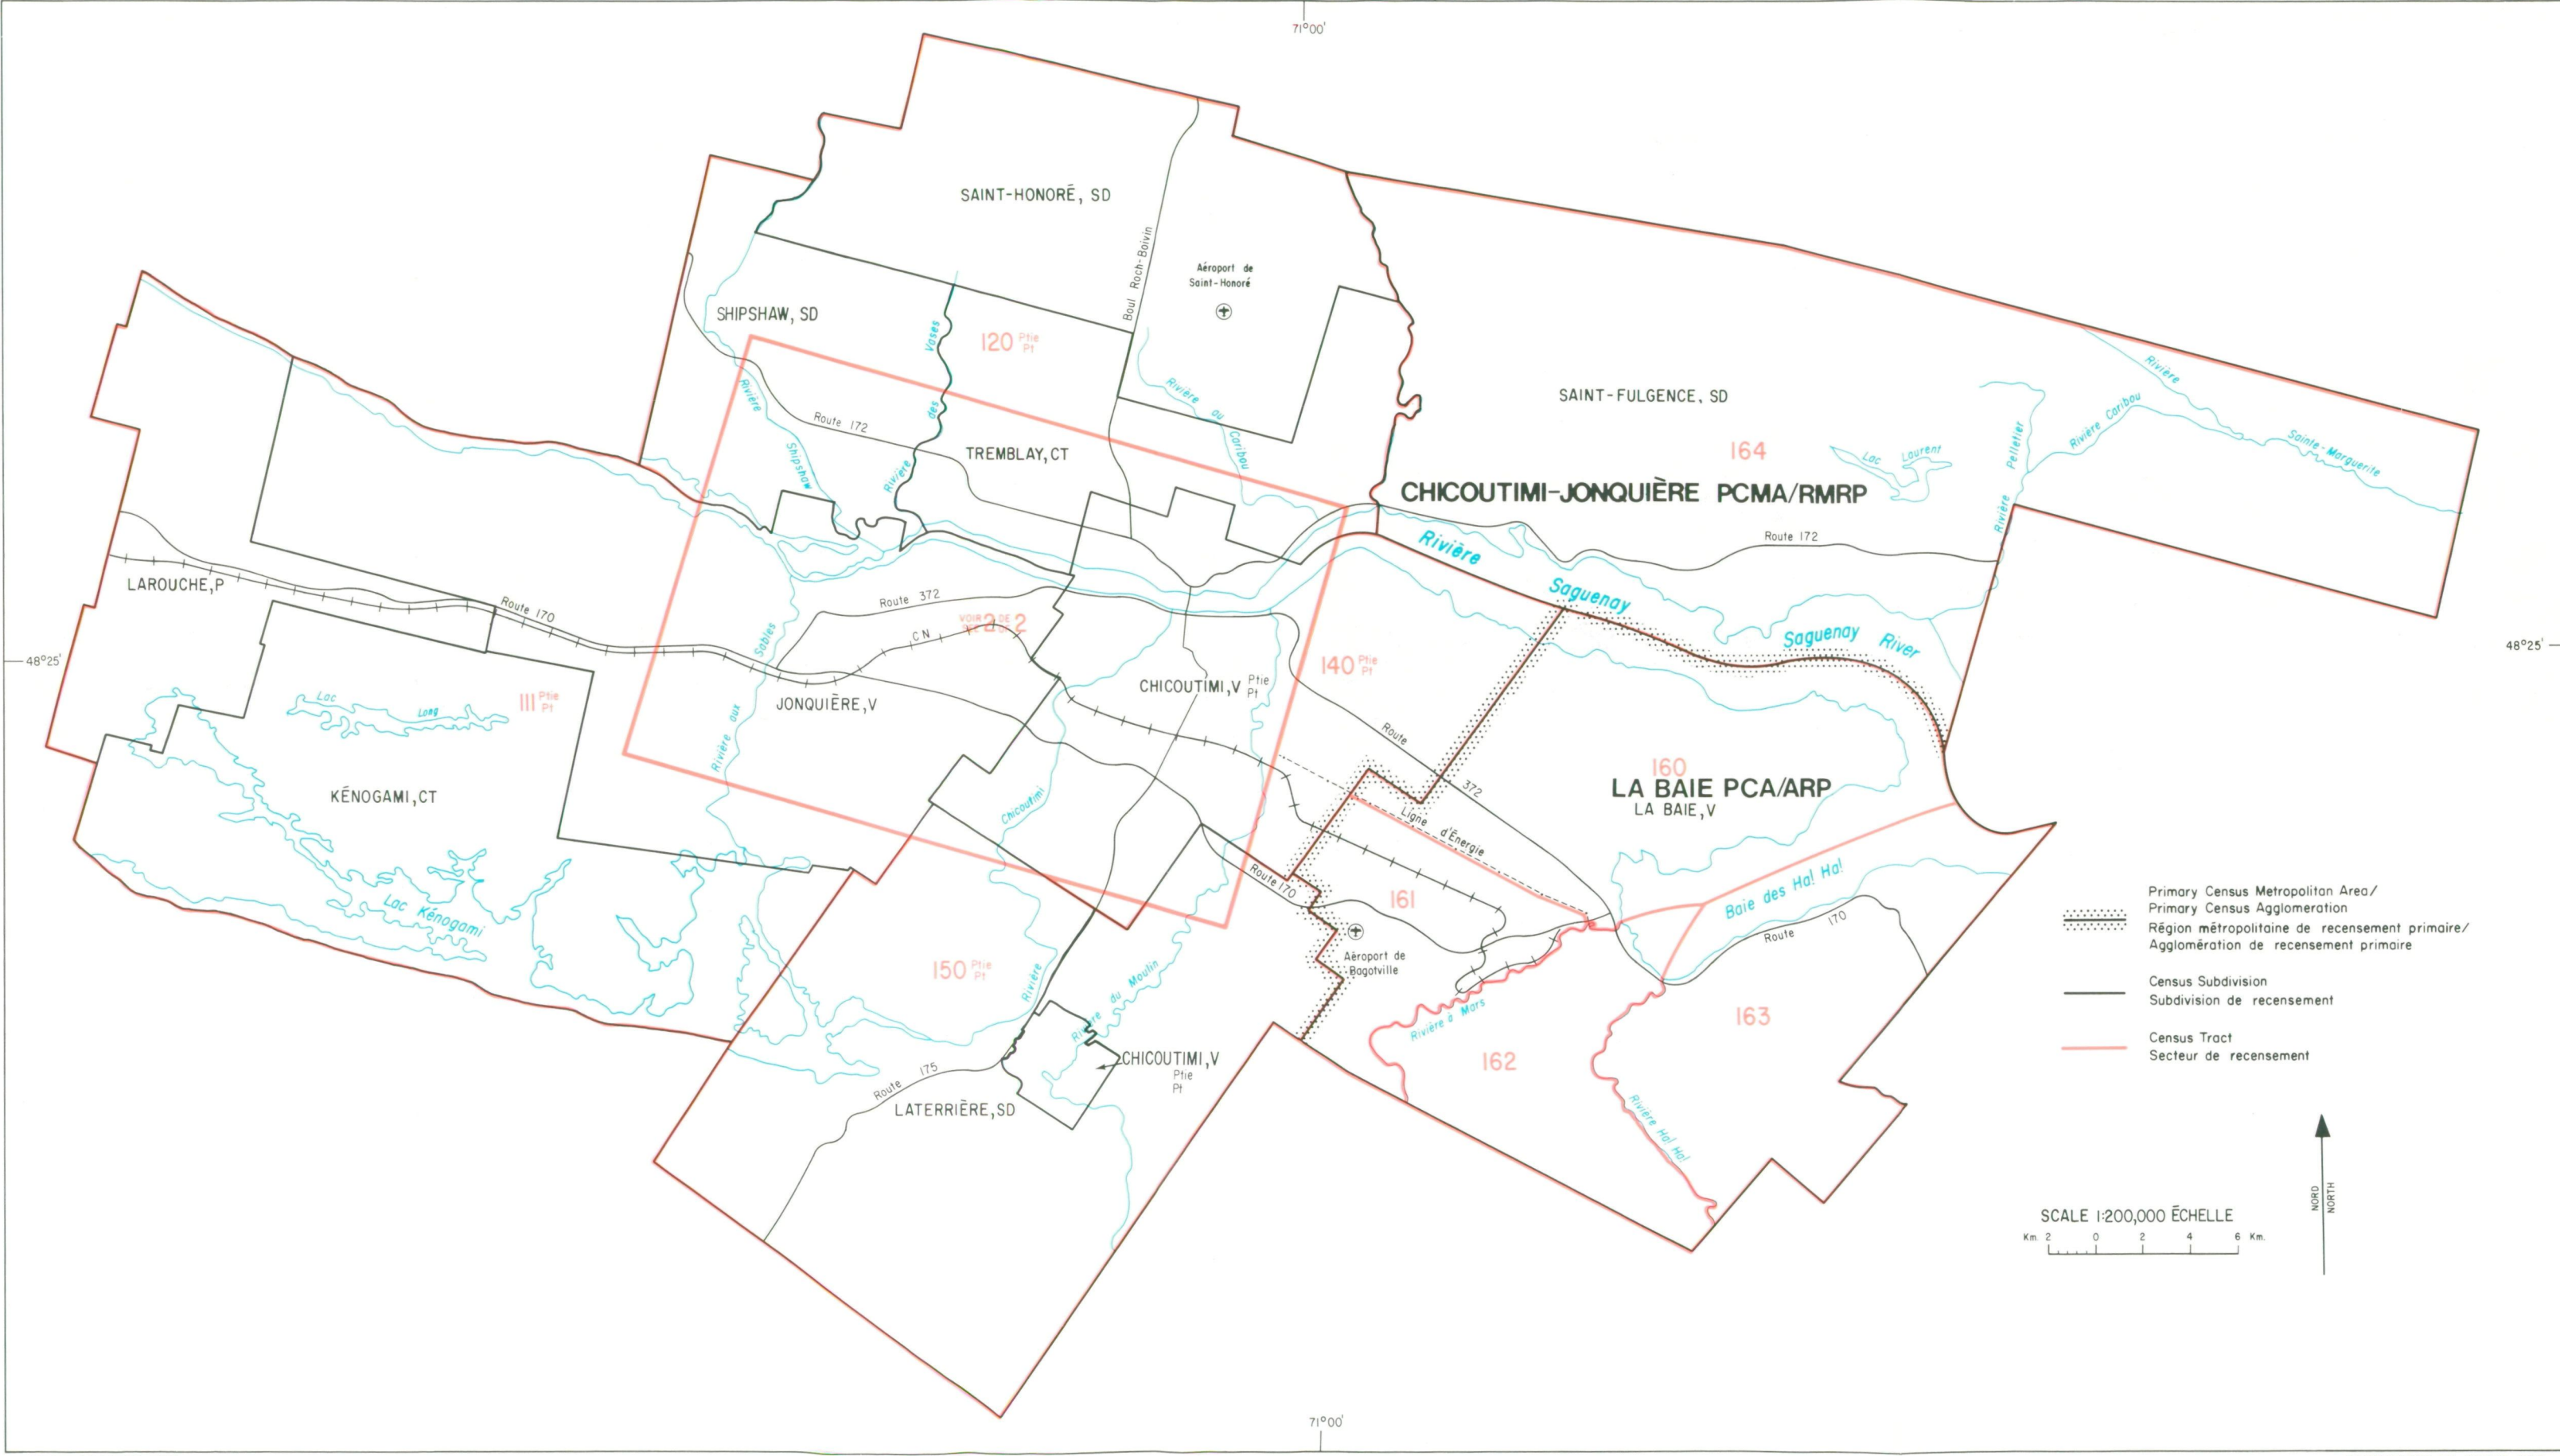 71°00'
SAINT-HONORÉ, SD
Boul Roch-Boivin
Aéroport de
Saint-Honoré
SHIPSHAW, SD
120 Ptie
Pt
Rivière des Vases
Rivière Shipshaw
Route 172
TREMBLAY, CT
Rivière au Caribou
SAINT-FULGENCE, SD
164
Lac Laurent
Rivière Pelletier
Rivière Caribou
Rivière Sainte-Marguerite
CHICOUTIMI-JONQUIÈRE PCMA/RMRP
Route 172
Rivière Saguenay
Saguenay River
LAROUCHE, P
Route 170
Route 372
CN
VOIR 2 DE 2
48°25'
48°25'
111 Ptie
Pt
Lac Long
Rivière aux Sables
JONQUIÈRE, V
CHICOUTIMI, V Ptie
Pt
140 Ptie
Pt
Route 372
KÉNOGAMI, CT
Chicoutimi
Rivière
160
LA BAIE PCA/ARP
LA BAIE, V
Ligne d'Énergie
Lac Kénogami
Route 170
161
Baie des Ha! Ha!
Route 170
Aéroport de
Bagotville
150 Ptie
Pt
Rivière du Moulin
Rivière à Mars
162
163
Rivière Ha! Ha!
CHICOUTIMI, V
Ptie
Pt
Route 175
LATERRIÈRE, SD
Primary Census Metropolitan Area/
Primary Census Agglomeration
Région métropolitaine de recensement primaire/
Agglomération de recensement primaire
Census Subdivision
Subdivision de recensement
Census Tract
Secteur de recensement
NORD
NORTH
SCALE 1:200,000 ÉCHELLE
Km. 2 0 2 4 6 Km.
71°00'